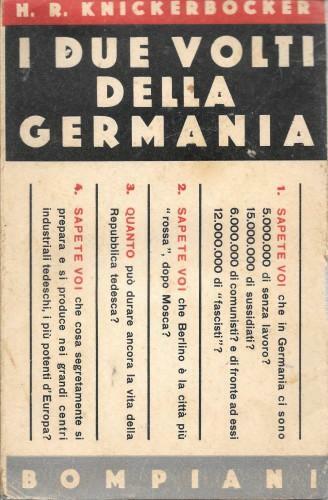 H. R. KNICKERBOCKER
I DUE VOLTI
DELLA
GERMANIA
1. SAPETE VOI che in Germania ci sono
5.000.000 di senza lavoro?
15.000.000 di sussidiati?
6.000.000 di comunisti? e di fronte ad essi
12.000.000 di "fascisti"?
2. SAPETE VOI che Berlino è la città più
"rossa", dopo Mosca?
3. QUANTO può durare ancora la vita della
Repubblica tedesca?
4. SAPETE VOI che cosa segretamente si
prepara e si produce nei grandi centri
industriali tedeschi, i più potenti d'Europa?
BOMPIANI